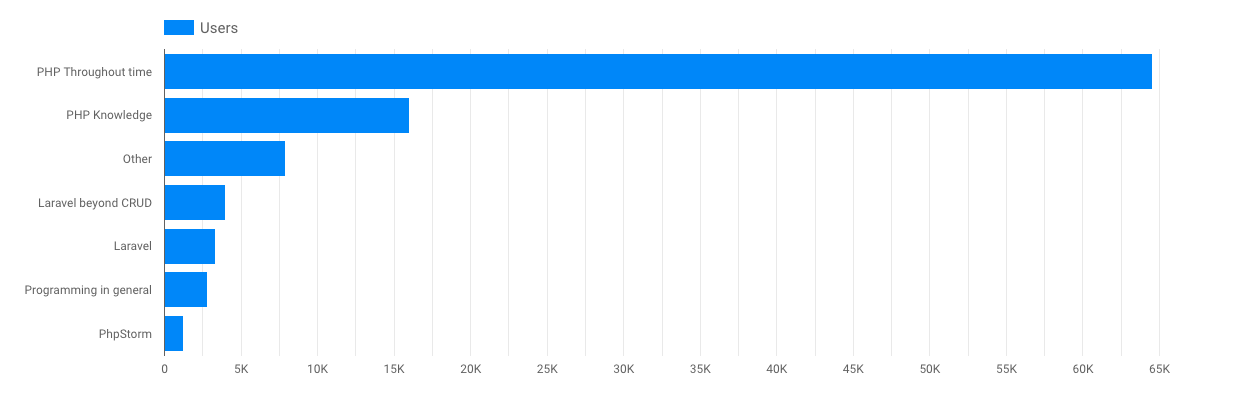 Users
PHP Throughout time
PHP Knowledge
Other
Laravel beyond CRUD
Laravel
Programming in general
PhpStorm
0 5K 10K 15K 20K 25K 30K 35K 40K 45K 50K 55K 60K 65K